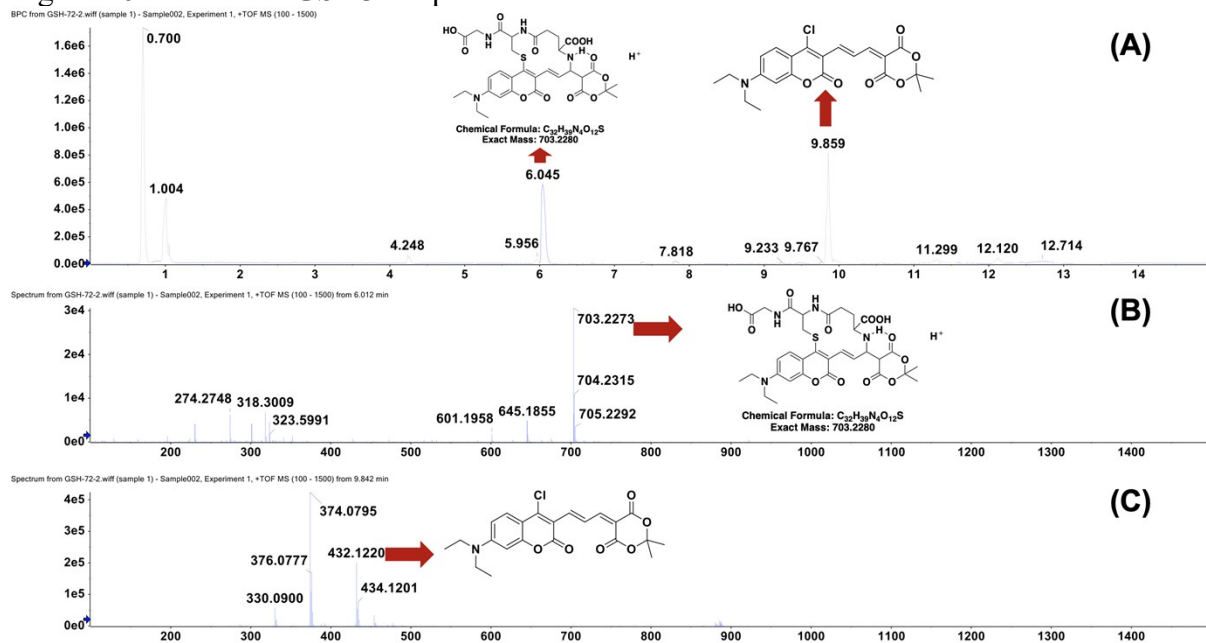 BPC from GSH-72-2.wiff (sample 1) - Sample002, Experiment 1, +TOF MS (100 - 1500)
(A)
1.6e6
1.4e6
1.2e6
1.0e6
8.0e5
6.0e5
4.0e5
2.0e5
0.0e0
0.700
1.004
4.248
5.956
6.045
7.818
9.233
9.767
9.859
11.299
12.120
12.714
HO
O
N
H
O
H
N
O
COOH
N
H
O
S
H⁺
O
O
O
O
O
N
Chemical Formula: C₃₂H₃₉N₄O₁₂S
Exact Mass: 703.2280
Cl
O
O
O
O
O
O
N
1 2 3 4 5 6 7 8 9 10 11 12 13 14
Spectrum from GSH-72-2.wiff (sample 1) - Sample002, Experiment 1, +TOF MS (100 - 1500) from 6.012 min
(B)
3e4
2e4
1e4
0e0
274.2748
318.3009
323.5991
601.1958
645.1855
703.2273
704.2315
705.2292
HO
O
N
H
O
H
N
O
COOH
N
H
O
S
H⁺
O
O
O
O
O
N
Chemical Formula: C₃₂H₃₉N₄O₁₂S
Exact Mass: 703.2280
200 300 400 500 600 700 800 900 1000 1100 1200 1300 1400
Spectrum from GSH-72-2.wiff (sample 1) - Sample002, Experiment 1, +TOF MS (100 - 1500) from 9.842 min
(C)
4e5
3e5
2e5
1e5
0e0
374.0795
376.0777
330.0900
432.1220
434.1201
Cl
O
O
O
O
O
O
N
200 300 400 500 600 700 800 900 1000 1100 1200 1300 1400